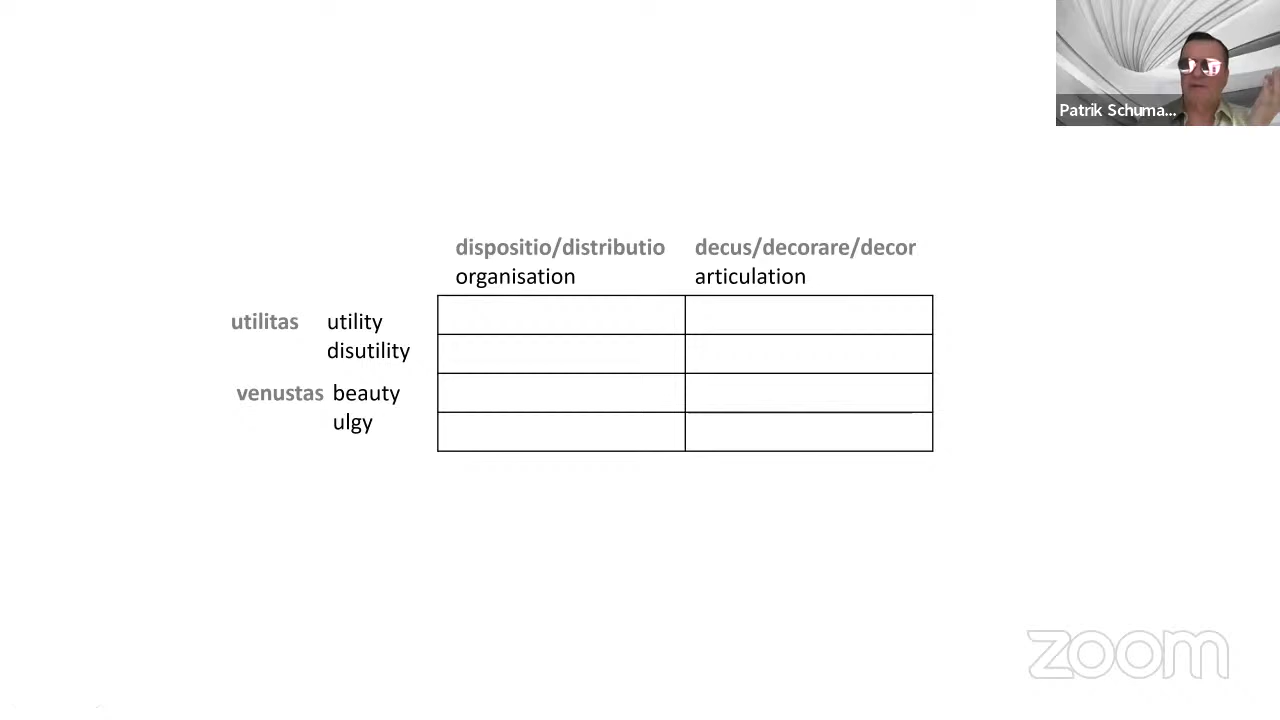 Patrik Schuma...
dispositio/distributio decus/decorare/decor
organisation articulation
utilitas utility
disutility
venustas beauty
ulgy
zoom